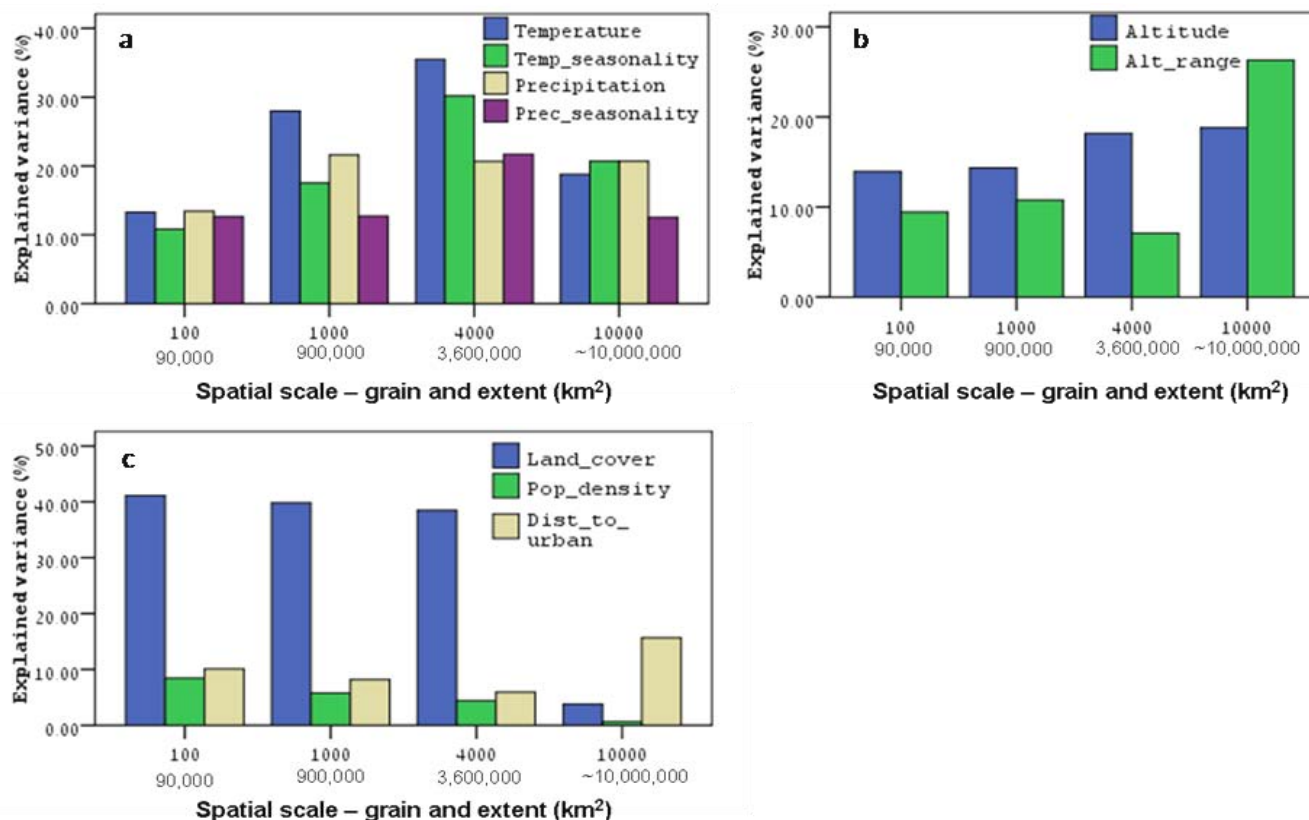 a
Explained variance (%)
40.00
30.00
20.00
10.00
0.00
Temperature
Temp_seasonality
Precipitation
Prec_seasonality
100 1000 4000 10000
90,000 900,000 3,600,000 ~10,000,000
Spatial scale – grain and extent (km²)
b
Explained variance (%)
30.00
20.00
10.00
0.00
Altitude
Alt_range
100 1000 4000 10000
90,000 900,000 3,600,000 ~10,000,000
Spatial scale – grain and extent (km²)
c
Explained variance (%)
50.00
40.00
30.00
20.00
10.00
0.00
Land_cover
Pop_density
Dist_to_
urban
100 1000 4000 10000
90,000 900,000 3,600,000 ~10,000,000
Spatial scale – grain and extent (km²)